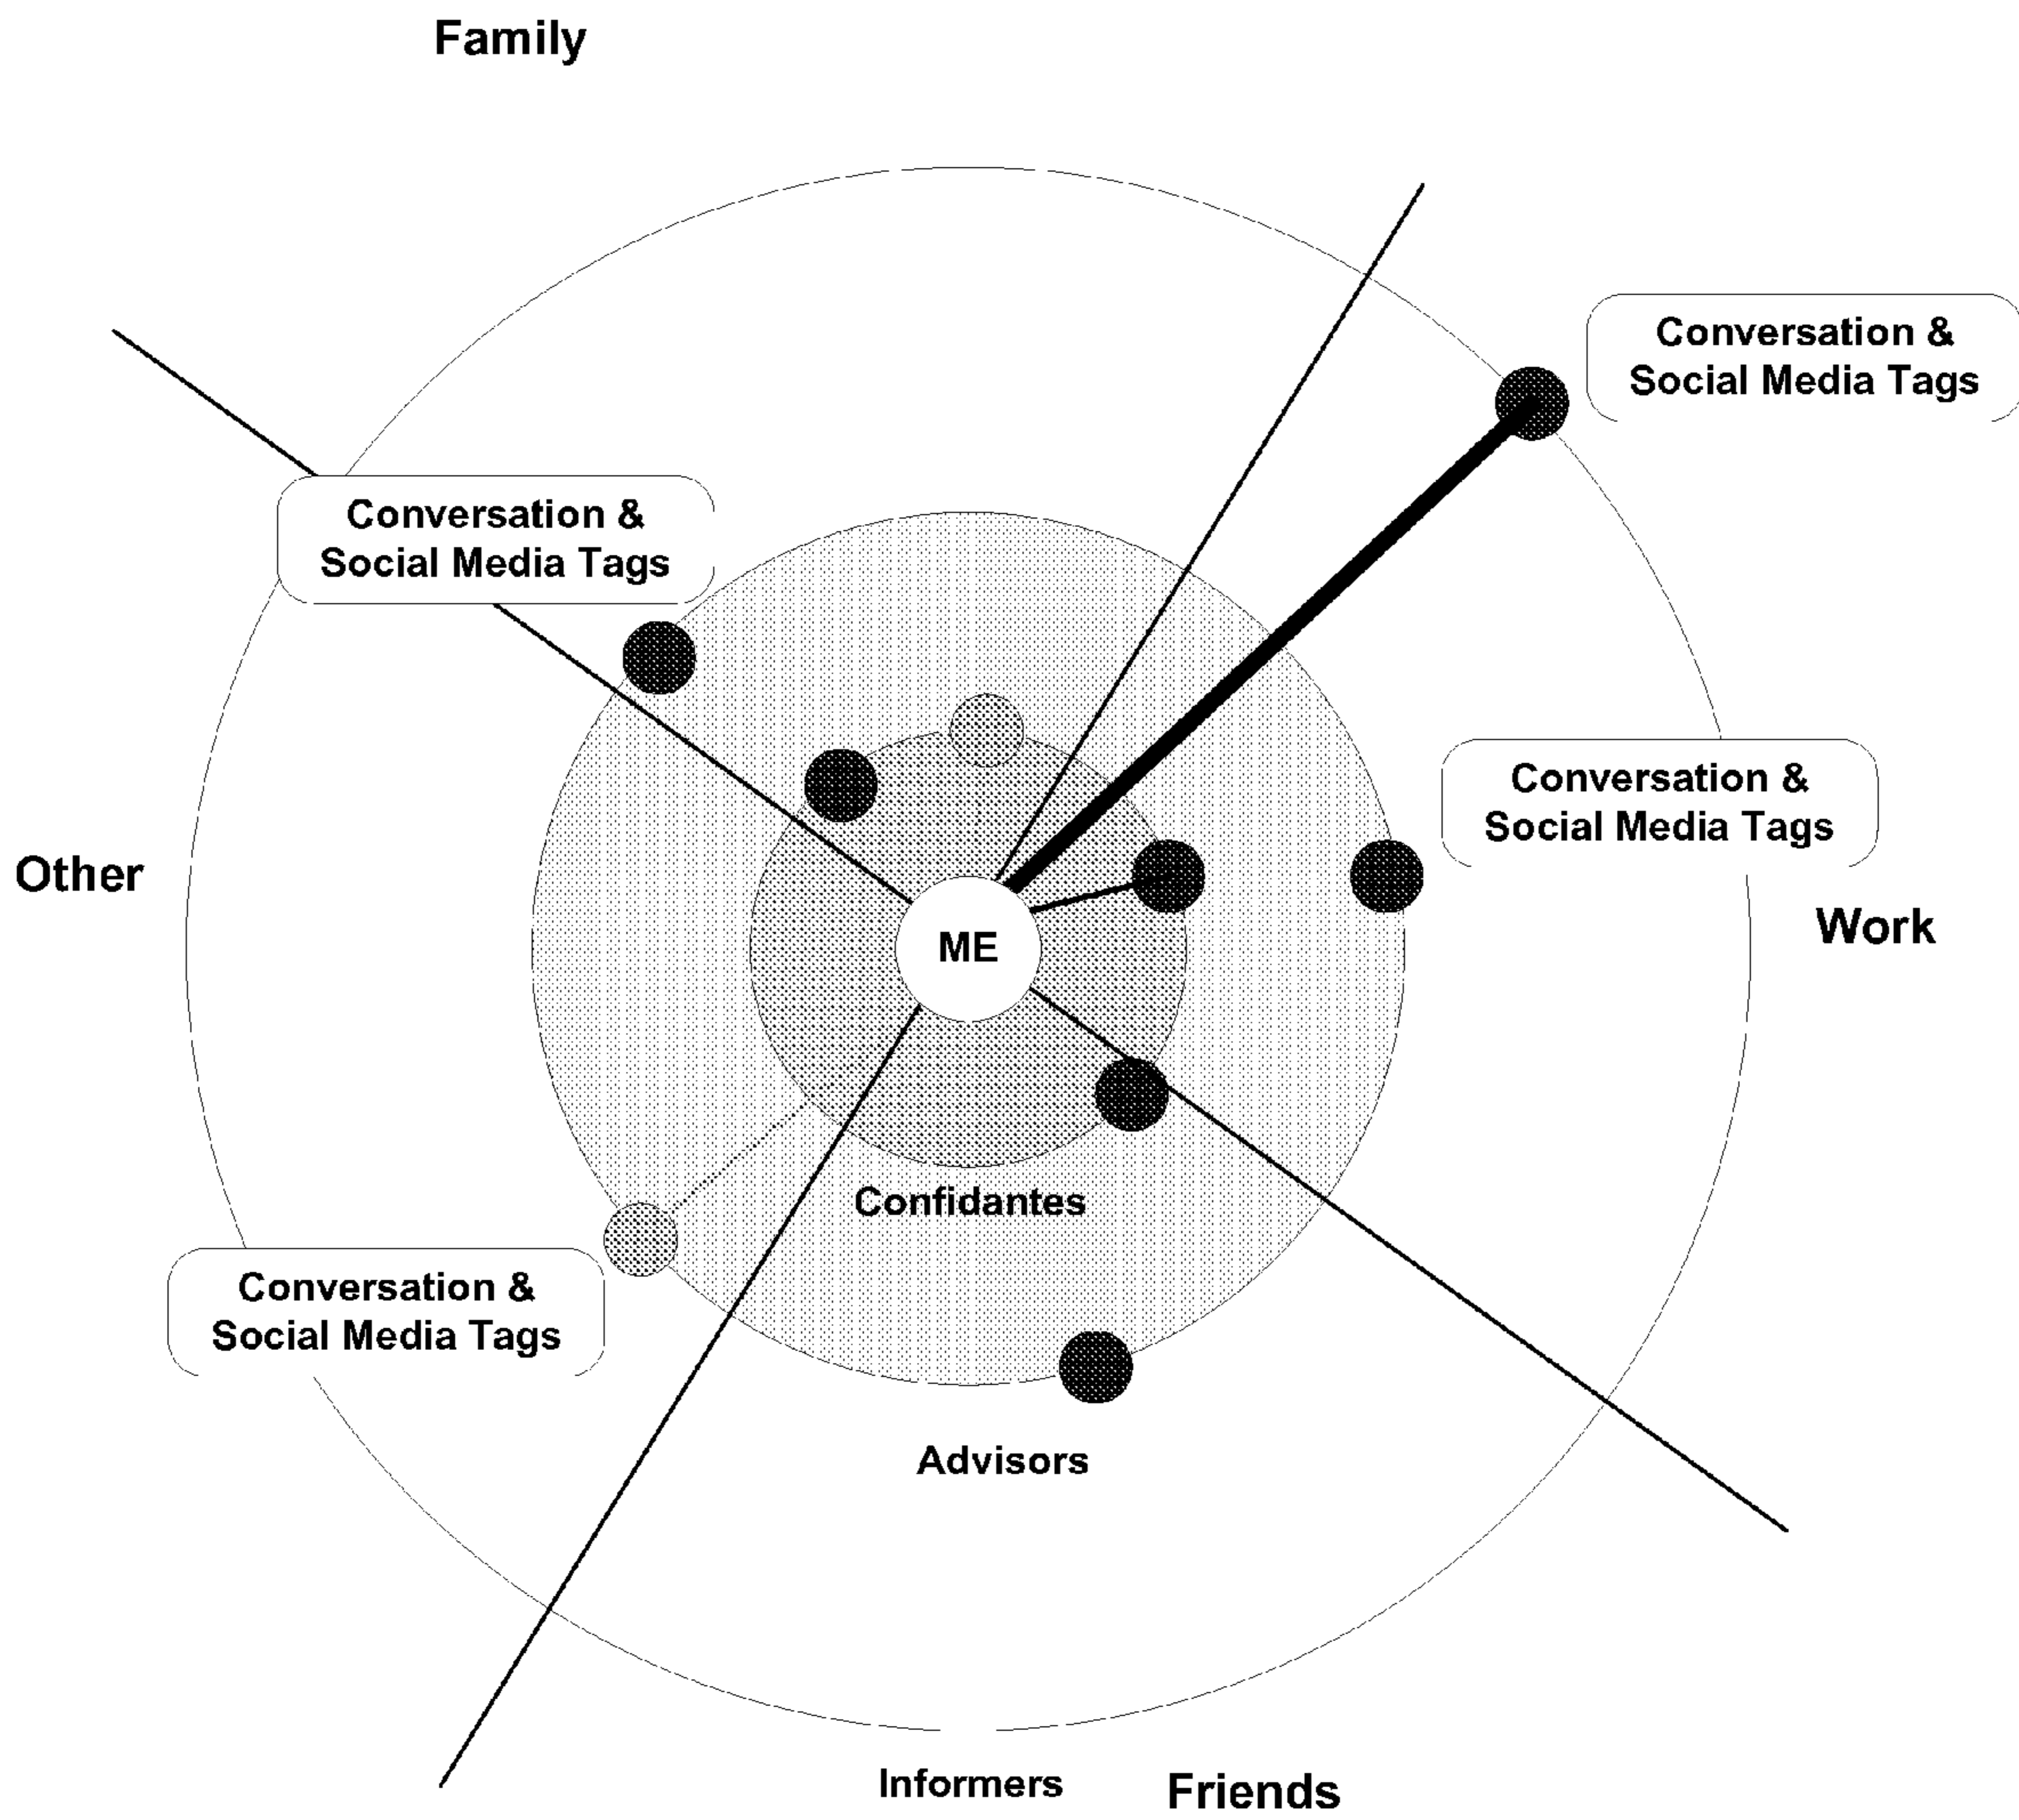 Family
Conversation &
Social Media Tags
Conversation &
Social Media Tags
Conversation &
Social Media Tags
Other
Work
ME
Confidantes
Conversation &
Social Media Tags
Advisors
Informers
Friends